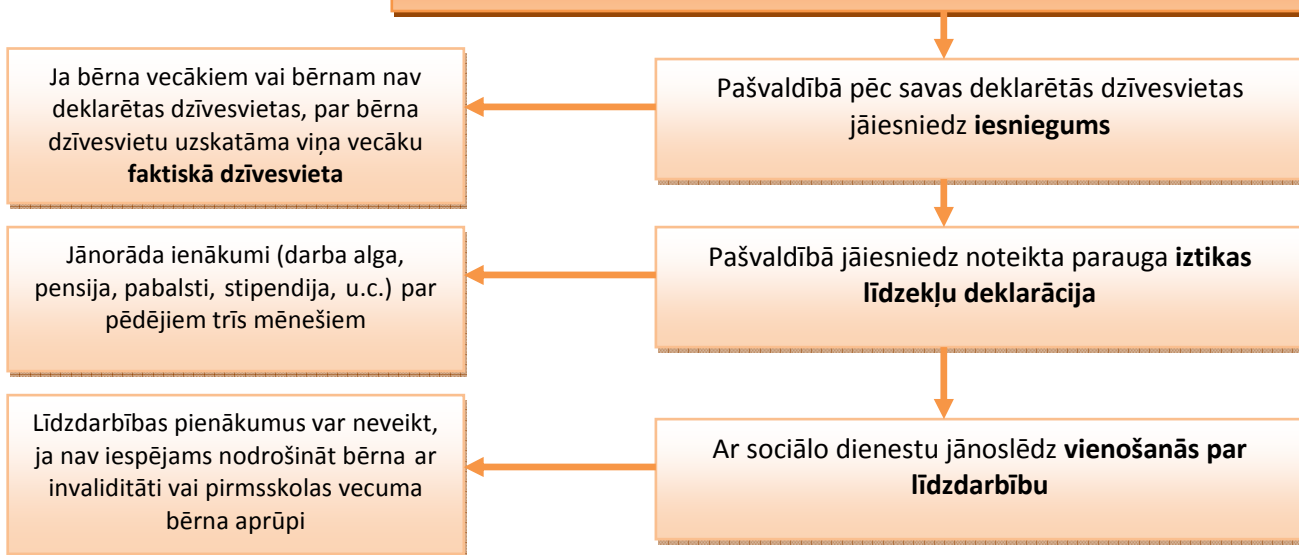 Ja bērna vecākiem vai bērnam nav
deklarētas dzīvesvietas, par bērna
dzīvesvietu uzskatāma viņa vecāku
faktiskā dzīvesvieta
Pašvaldībā pēc savas deklarētās dzīvesvietas
jāiesniedz iesniegums
Jānorāda ienākumi (darba alga,
pensija, pabalsti, stipendija, u.c.) par
pēdējiem trīs mēnešiem
Pašvaldībā jāiesniedz noteikta parauga iztikas
līdzekļu deklarācija
Līdzdarbības pienākumus var neveikt,
ja nav iespējams nodrošināt bērna ar
invaliditāti vai pirmsskolas vecuma
bērna aprūpi
Ar sociālo dienestu jānoslēdz vienošanās par
līdzdarbību